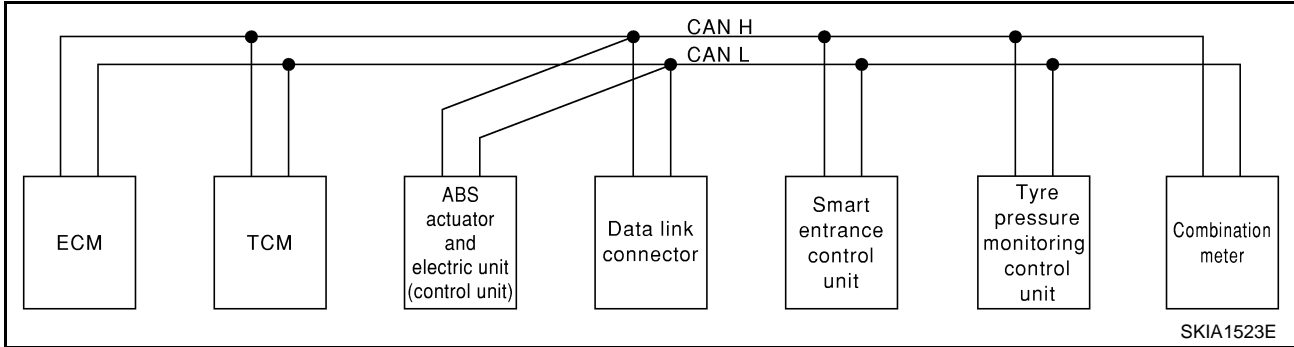 CAN H
CAN L
ECM
TCM
ABS
actuator
and
electric unit
(control unit)
Data link
connector
Smart
entrance
control
unit
Tyre
pressure
monitoring
control
unit
Combination
meter
SKIA1523E